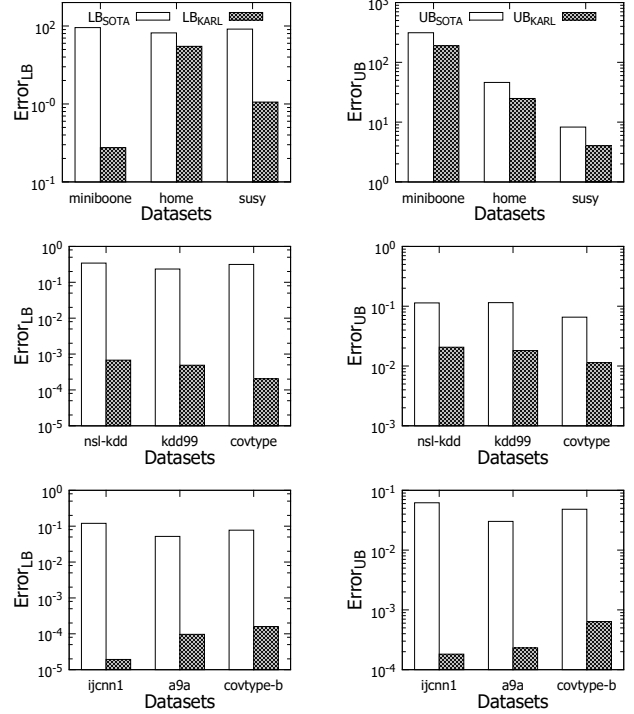 LB_SOTA LB_KARL
Error_LB
10^2
10^-0
10^-1
miniboone home susy
Datasets
UB_SOTA UB_KARL
Error_UB
10^3
10^2
10^1
10^0
miniboone home susy
Datasets
Error_LB
10^0
10^-1
10^-2
10^-3
10^-4
10^-5
nsl-kdd kdd99 covtype
Datasets
Error_UB
10^0
10^-1
10^-2
10^-3
nsl-kdd kdd99 covtype
Datasets
Error_LB
10^0
10^-1
10^-2
10^-3
10^-4
10^-5
ijcnn1 a9a covtype-b
Datasets
Error_UB
10^-1
10^-2
10^-3
10^-4
ijcnn1 a9a covtype-b
Datasets